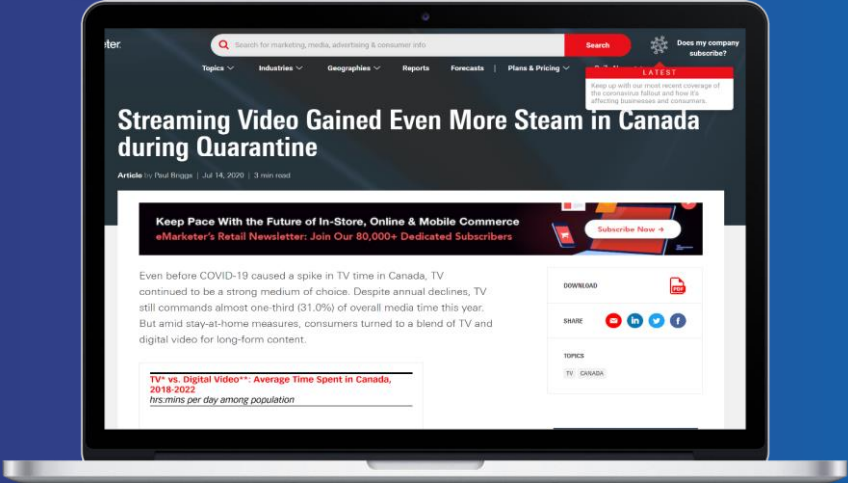 eter.
Search for marketing, media, advertising & consumer info
Search
Does my company
subscribe?
Topics
Industries
Geographies
Reports
Forecasts | Plans & Pricing
LATEST
Keep up with our most recent coverage of
the coronavirus fallout and how it's
affecting businesses and consumers.
Streaming Video Gained Even More Steam in Canada
during Quarantine
Article by Paul Briggs | Jul 14, 2020 | 3 min read
Keep Pace With the Future of In-Store, Online & Mobile Commerce
eMarketer's Retail Newsletter: Join Our 80,000+ Dedicated Subscribers
Subscribe Now →
Even before COVID-19 caused a spike in TV time in Canada, TV
continued to be a strong medium of choice. Despite annual declines, TV
still commands almost one-third (31.0%) of overall media time this year.
But amid stay-at-home measures, consumers turned to a blend of TV and
digital video for long-form content.
TV* vs. Digital Video**: Average Time Spent in Canada,
2018-2022
hrs:mins per day among population
DOWNLOAD
PDF
SHARE
TOPICS
TV CANADA